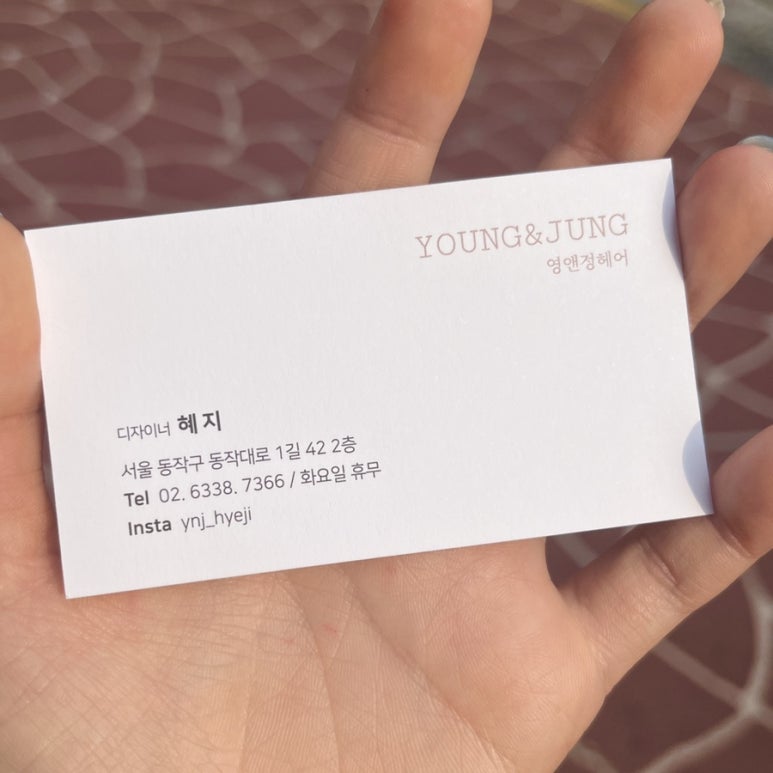 YOUNG&JUNG
영앤정헤어
디자이너 혜지
서울 동작구 동작대로 1길 42 2층
Tel 02. 6338. 7366 / 화요일 휴무
Insta ynj_hyeji